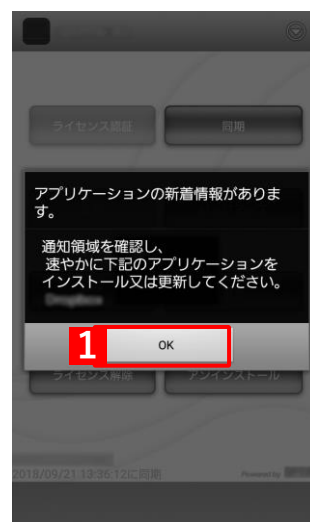 ライセンス認証
同期
アプリケーションの新着情報がありま
す。
通知領域を確認し、
速やかに下記のアプリケーションを
インストール又は更新してください。
Dropbox
1
OK
ライセンス解除
アンインストール
2018/09/21 13:36:12に同期
Powered by